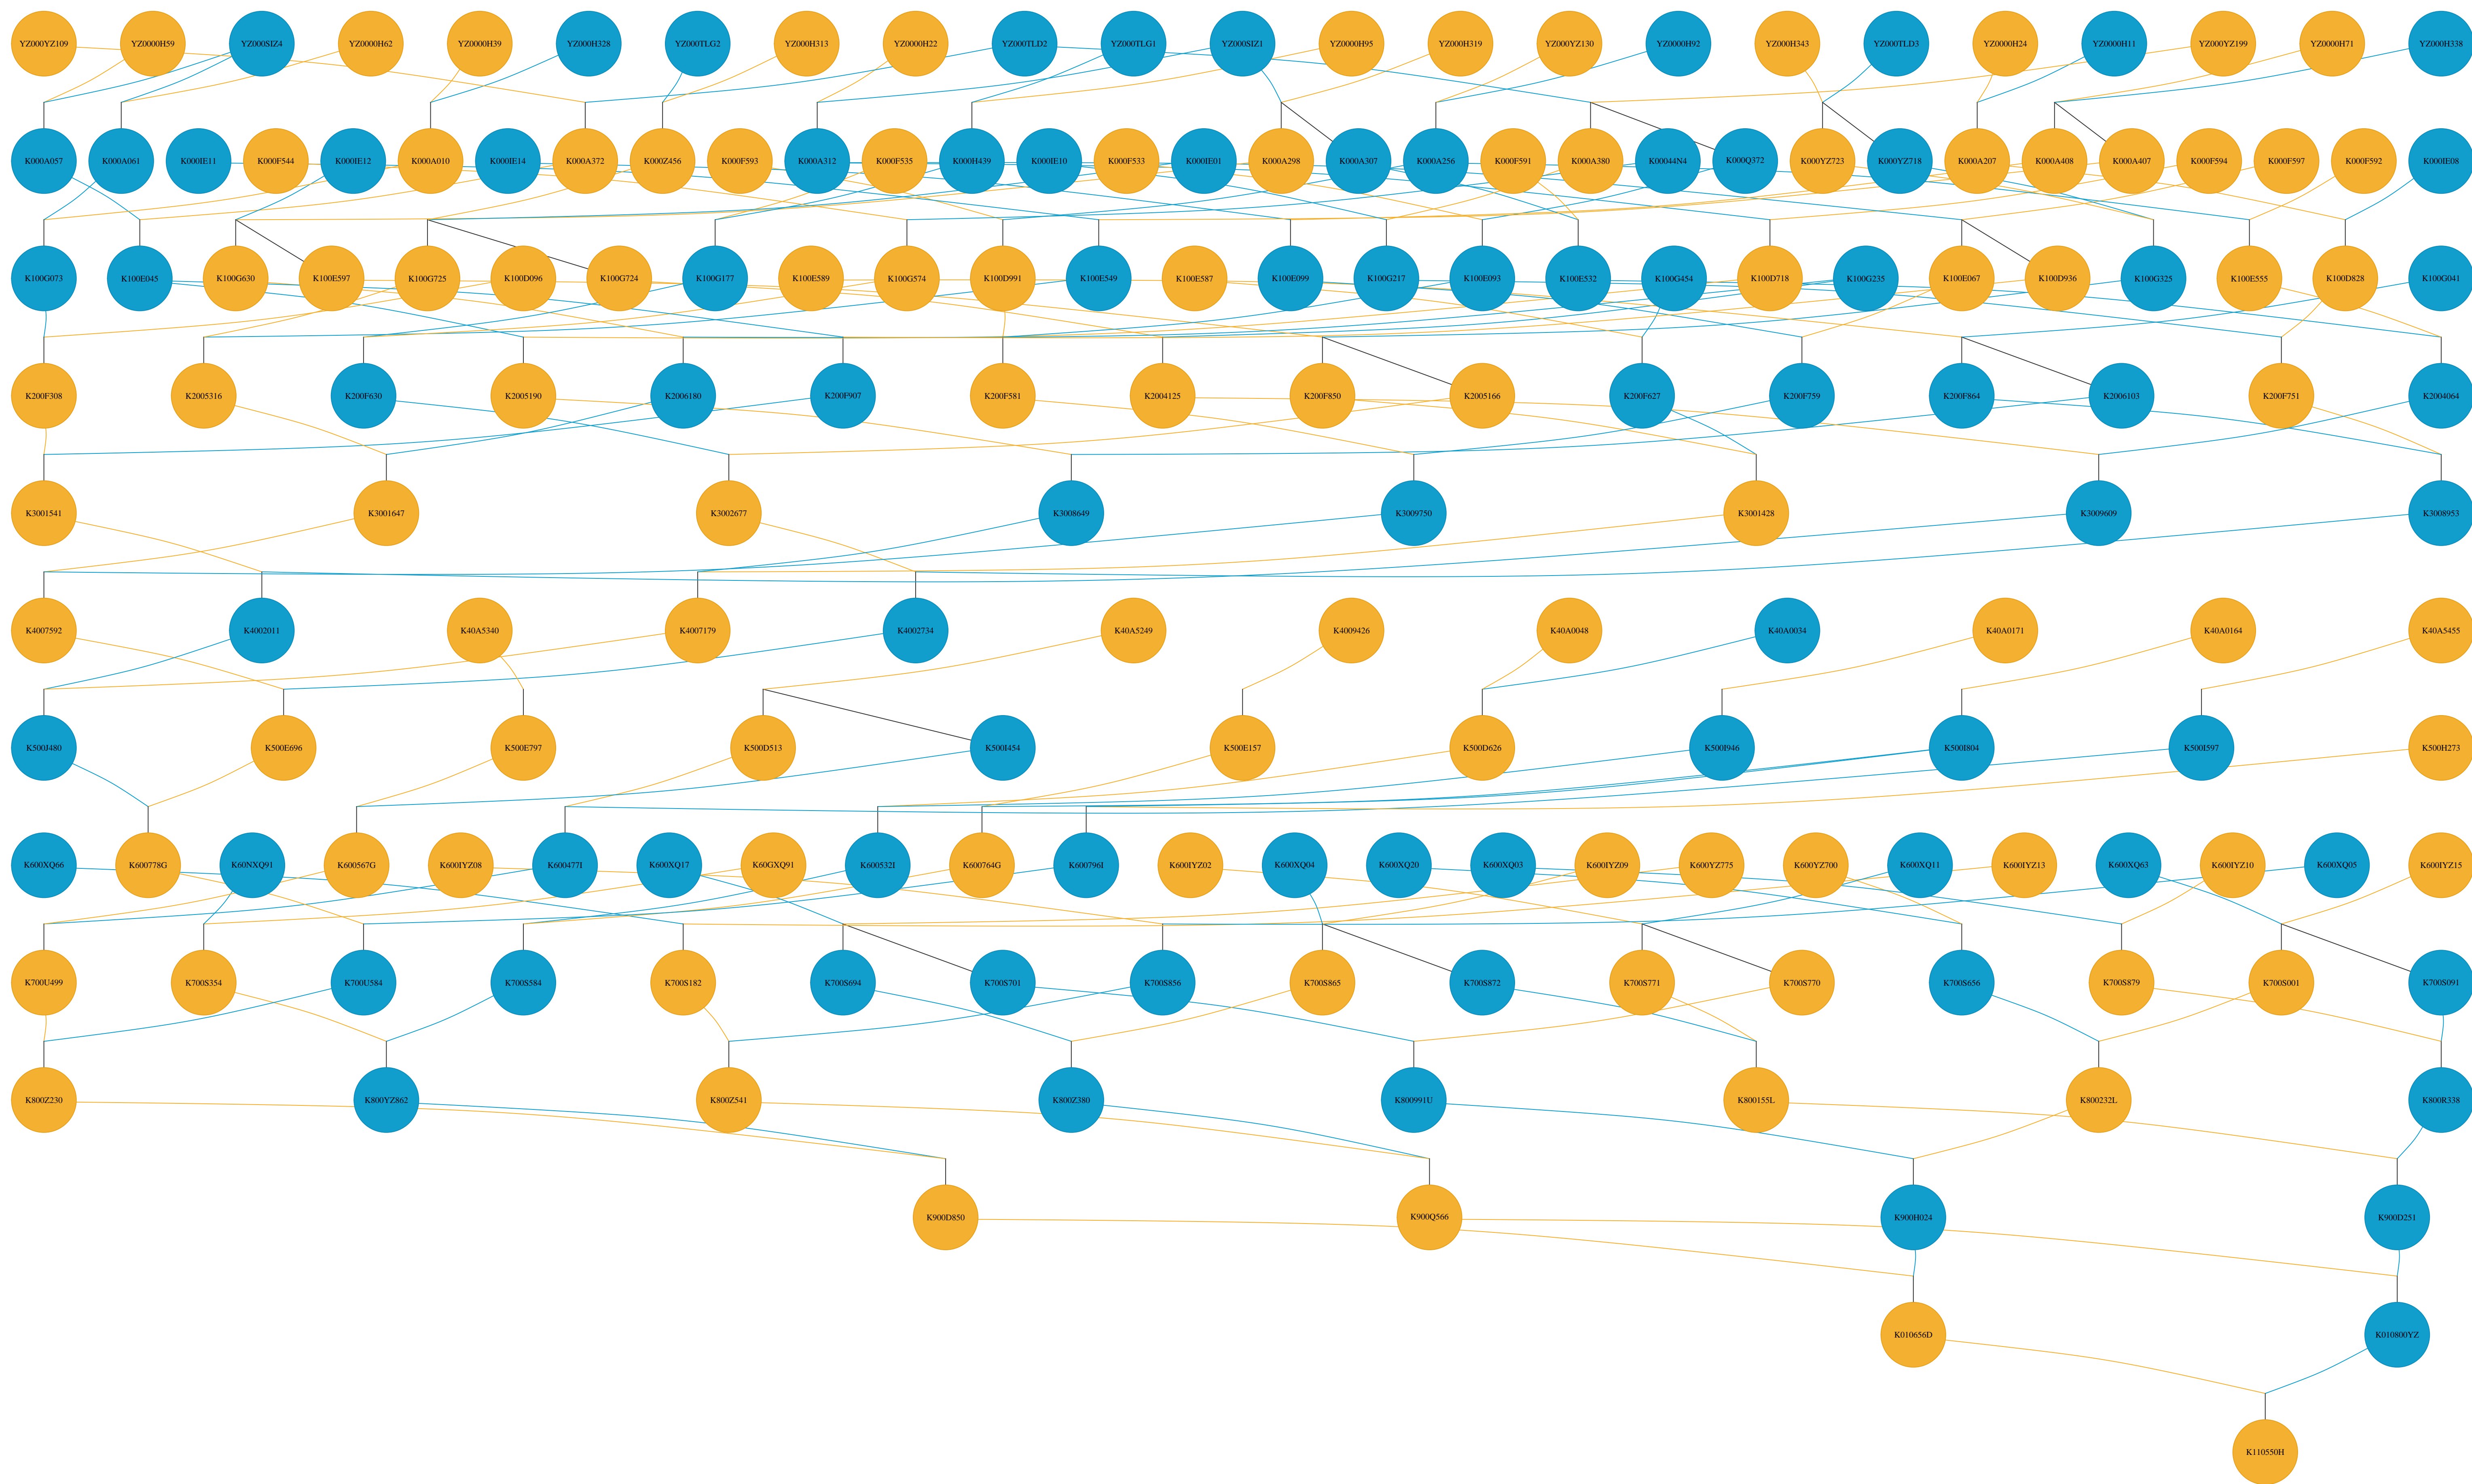 YZ000YZ109 YZ0000H59 YZ000SIZ4 YZ0000H62 YZ0000H39 YZ000H328 YZ000TLG2 YZ000H313 YZ0000H22 YZ000TLD2 YZ000TLG1 YZ000SIZ1 YZ0000H95 YZ000H319 YZ000YZ130 YZ0000H92 YZ000H343 YZ000TLD3 YZ0000H24 YZ0000H11 YZ000YZ199 YZ0000H71 YZ000H338
K000A057 K000A061 K000IE11 K000F544 K000IE12 K000A010 K000IE14 K000A372 K000Z456 K000F593 K000A312 K000F535 K000H439 K000IE10 K000F533 K000IE01 K000A298 K000A307 K000A256 K000F591 K000A380 K00044N4 K000Q372 K000YZ723 K000YZ718 K000A207 K000A408 K000A407 K000F594 K000F597 K000F592 K000IE08
K100G073 K100E045 K100G630 K100E597 K100G725 K100D096 K100G724 K100G177 K100E589 K100G574 K100D991 K100E549 K100E587 K100E099 K100G217 K100E093 K100E532 K100G454 K100D718 K100G235 K100E067 K100D936 K100G325 K100E555 K100D828 K100G041
K200F308 K2005316 K200F630 K2005190 K2006180 K200F907 K200F581 K2004125 K200F850 K2005166 K200F627 K200F759 K200F864 K2006103 K200F751 K2004064
K3001541 K3001647 K3002677 K3008649 K3009750 K3001428 K3009609 K3008953
K4007592 K4002011 K40A5340 K4007179 K4002734 K40A5249 K4009426 K40A0048 K40A0034 K40A0171 K40A0164 K40A5455
K500J480 K500E696 K500E797 K500D513 K500I454 K500E157 K500D626 K500I946 K500I804 K500I597 K500H273
K600XQ66 K600778G K60NXQ91 K600567G K600IYZ08 K600477I K600XQ17 K60GXQ91 K600532I K600764G K600796I K600IYZ02 K600XQ04 K600XQ20 K600XQ03 K600IYZ09 K600YZ775 K600YZ700 K600XQ11 K600IYZ13 K600XQ63 K600IYZ10 K600XQ05 K600IYZ15
K700U499 K700S354 K700U584 K700S584 K700S182 K700S694 K700S701 K700S856 K700S865 K700S872 K700S771 K700S770 K700S656 K700S879 K700S001 K700S091
K800Z230 K800YZ862 K800Z541 K800Z380 K800991U K800155L K800232L K800R338
K900D850 K900Q566 K900H024 K900D251
K010656D K010800YZ
K110550H